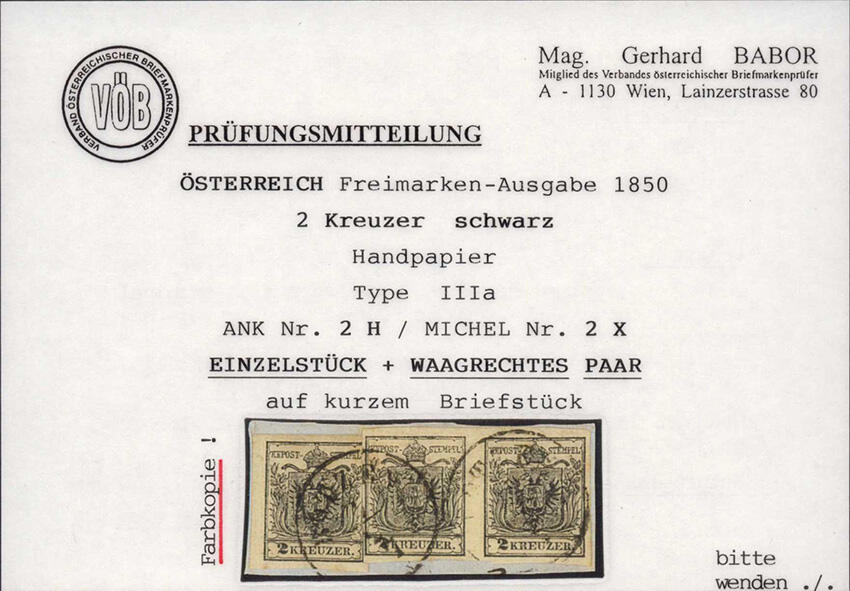 VERBAND ÖSTERREICHISCHER BRIEFMARKENPRÜFER
VÖB
Mag. Gerhard BABOR
Mitglied des Verbandes österreichischer Briefmarkenprüfer
A - 1130 Wien, Lainzerstrasse 80
PRÜFUNGSMITTEILUNG
ÖSTERREICH Freimarken-Ausgabe 1850
2 Kreuzer schwarz
Handpapier
Type IIIa
ANK Nr. 2 H / MICHEL Nr. 2 X
EINZELSTÜCK + WAAGRECHTES PAAR
auf kurzem Briefstück
Farbkopie !
KKPOST-STEMPEL
KKPOST-STEMPEL
KKPOST-STEMPEL
2 KREUZER.
2 KREUZER.
2 KREUZER.
bitte
wenden ./.